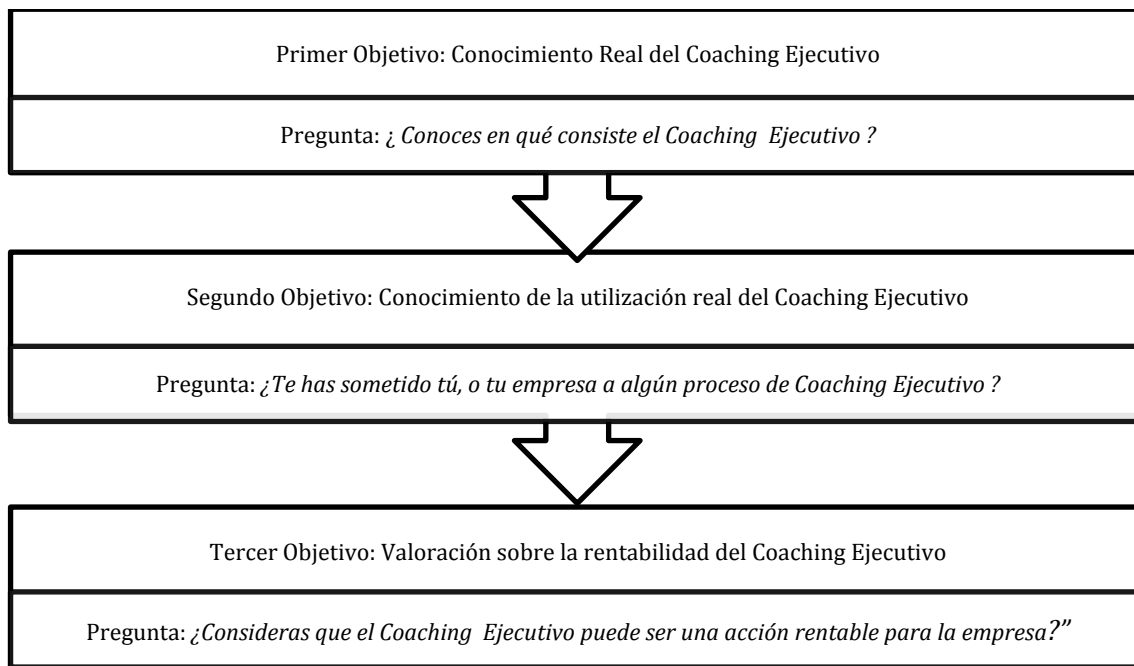 Primer Objetivo: Conocimiento Real del Coaching Ejecutivo
Pregunta: ¿ Conoces en qué consiste el Coaching  Ejecutivo ?
Segundo Objetivo: Conocimiento de la utilización real del Coaching Ejecutivo
Pregunta: ¿Te has sometido tú, o tu empresa a algún proceso de Coaching Ejecutivo ?
Tercer Objetivo: Valoración sobre la rentabilidad del Coaching Ejecutivo
Pregunta: ¿Consideras que el Coaching  Ejecutivo puede ser una acción rentable para la empresa?”